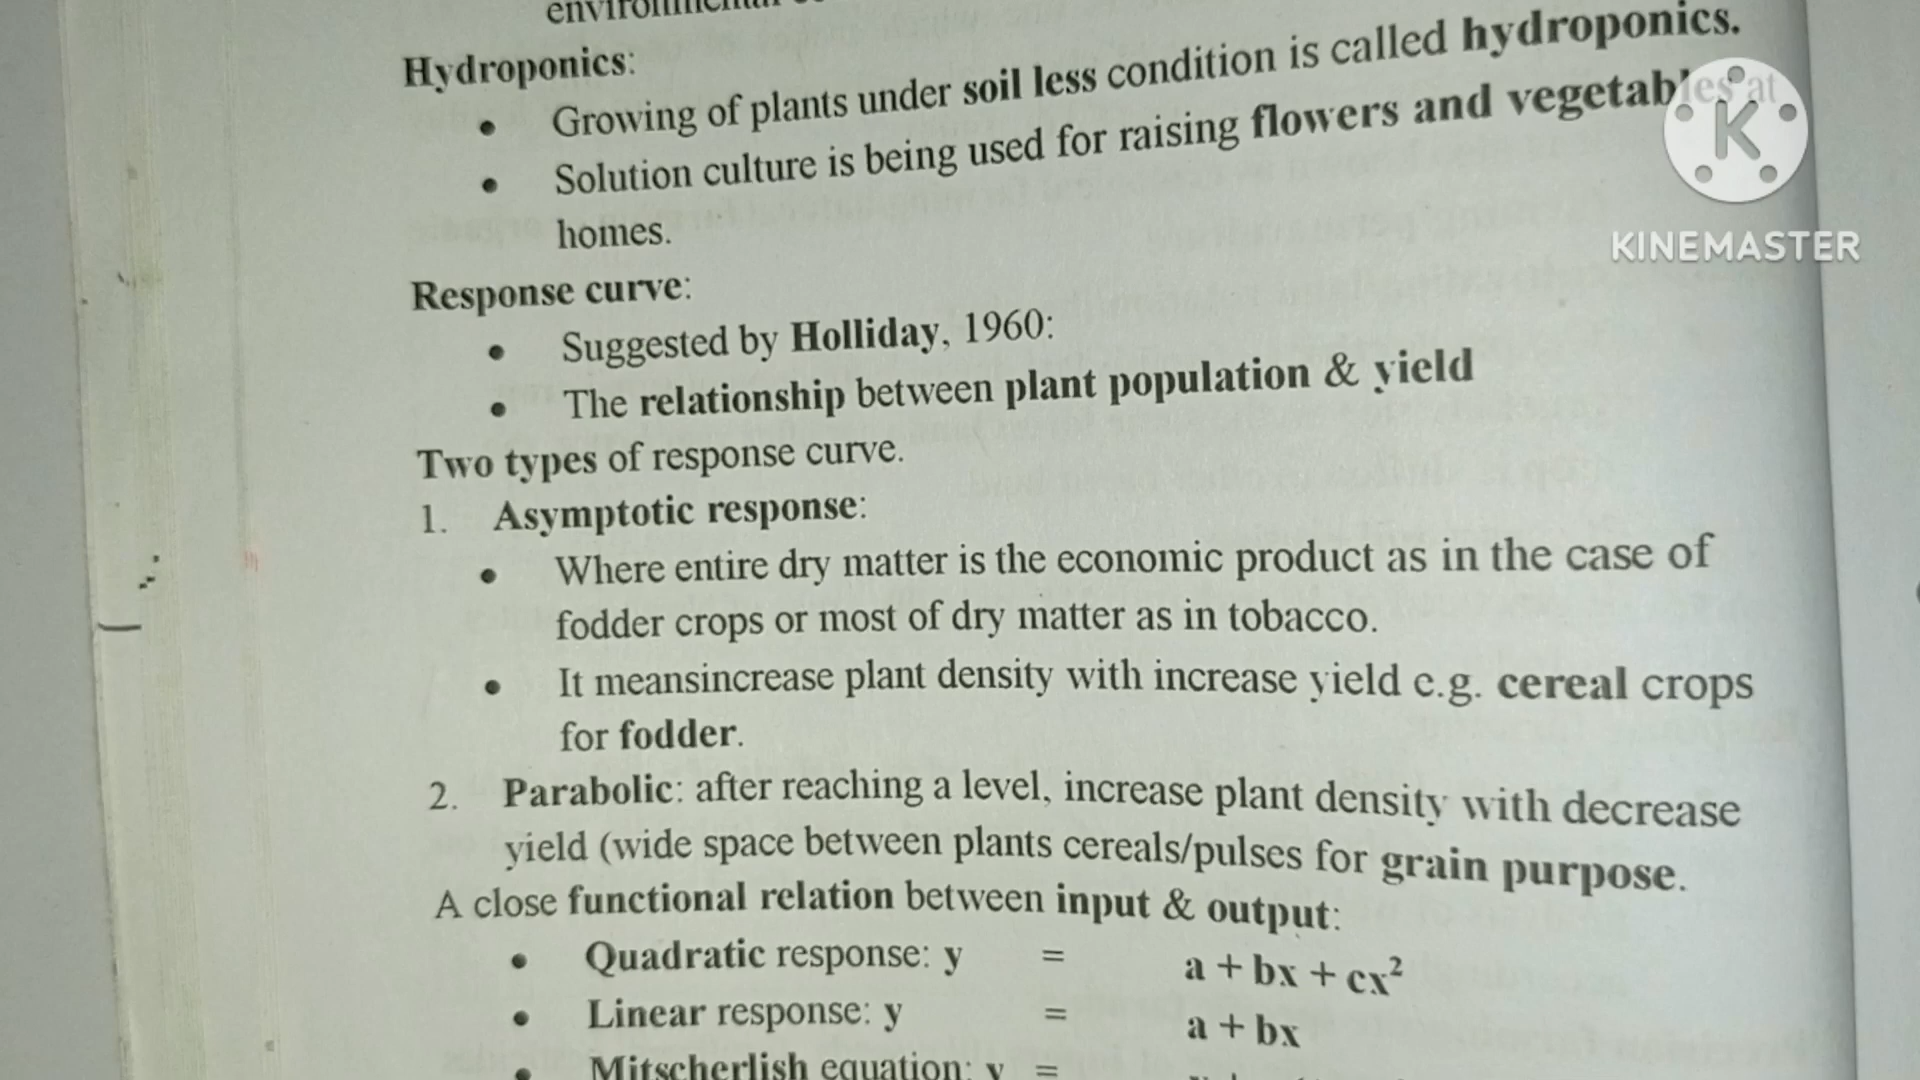 Hydroponics:
• Growing of plants under soil less condition is called hydroponics.
• Solution culture is being used for raising flowers and vegetables at
homes.
Response curve:
• Suggested by Holliday, 1960:
• The relationship between plant population & yield
Two types of response curve.
1. Asymptotic response:
• Where entire dry matter is the economic product as in the case of
fodder crops or most of dry matter as in tobacco.
• It meansincrease plant density with increase yield e.g. cereal crops
for fodder.
2. Parabolic: after reaching a level, increase plant density with decrease
yield (wide space between plants cereals/pulses for grain purpose.
A close functional relation between input & output:
• Quadratic response: y = a + bx + cx²
• Linear response: y = a + bx
• Mitscherlish equation: y =
K
KINEMASTER